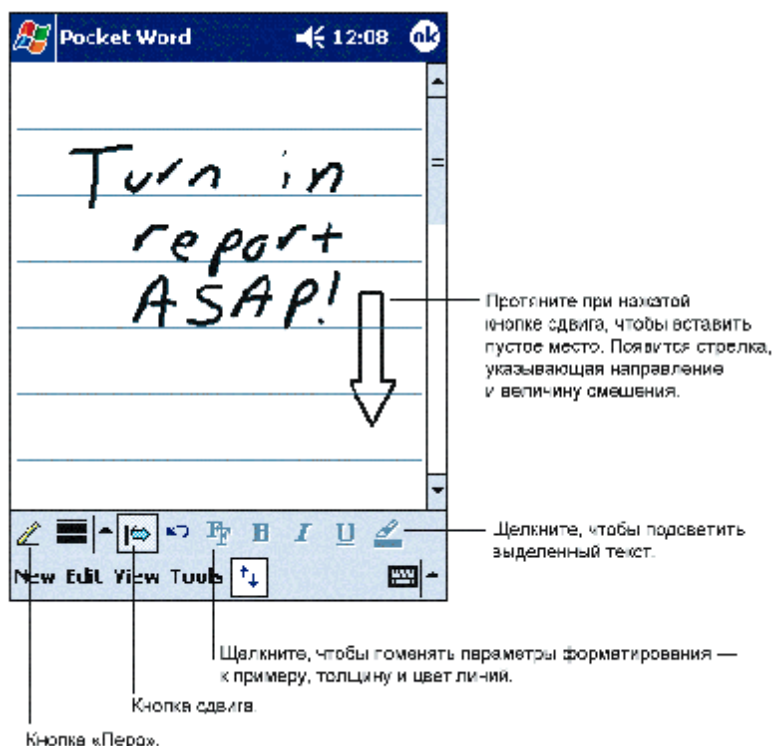 Pocket Word 12:08 ok
Turn in
report
ASAP!
Протяните при нажатой
кнопке сдвига, чтобы вставить
пустое место. Появится стрелка,
указывающая направление
и величину смешения.
B I U
Щелкните, чтобы подсветить
выделенный текст.
New Edit View Tools
Щелкните, чтобы поменять параметры форматирования —
к примеру, толщину и цвет линий.
Кнопка сдвига.
Кнопка «Перо».